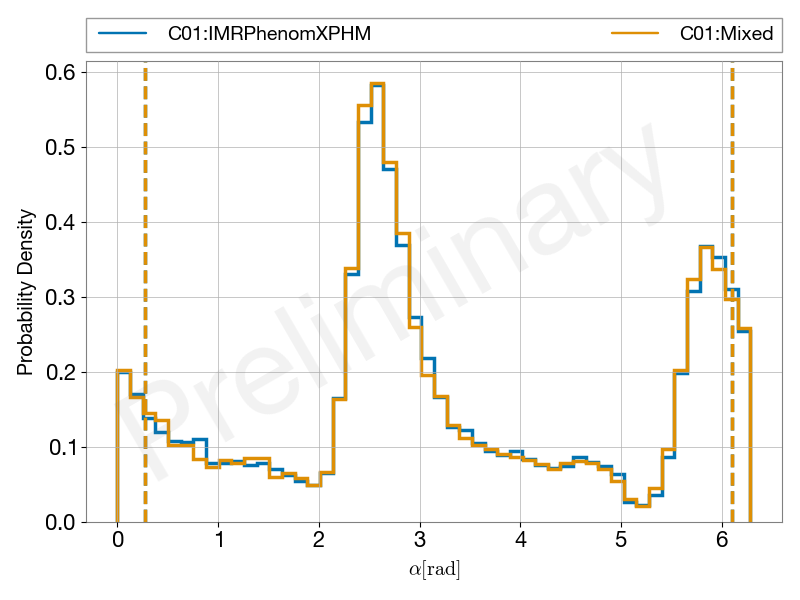 C01:IMRPhenomXPHM C01:Mixed
0.6
0.5
0.4
0.3
0.2
0.1
0.0
Probability Density
Preliminary
0 1 2 3 4 5 6
α[rad]